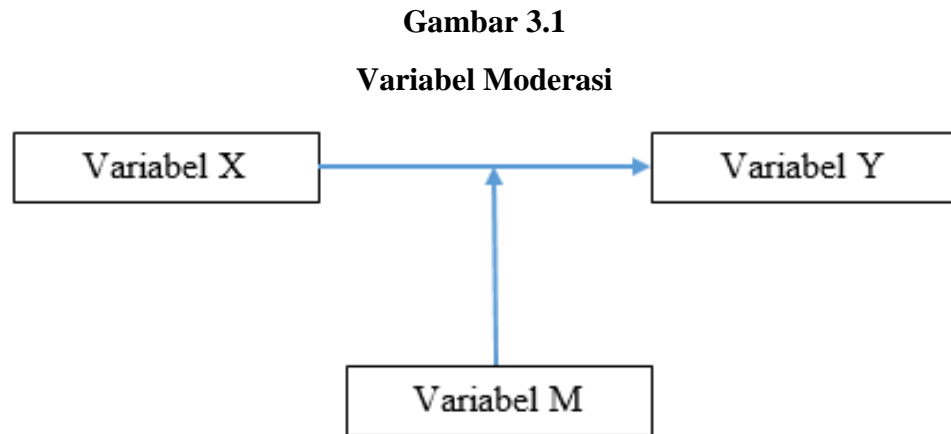 Gambar 3.1
Variabel Moderasi
Variabel X
Variabel Y
Variabel M